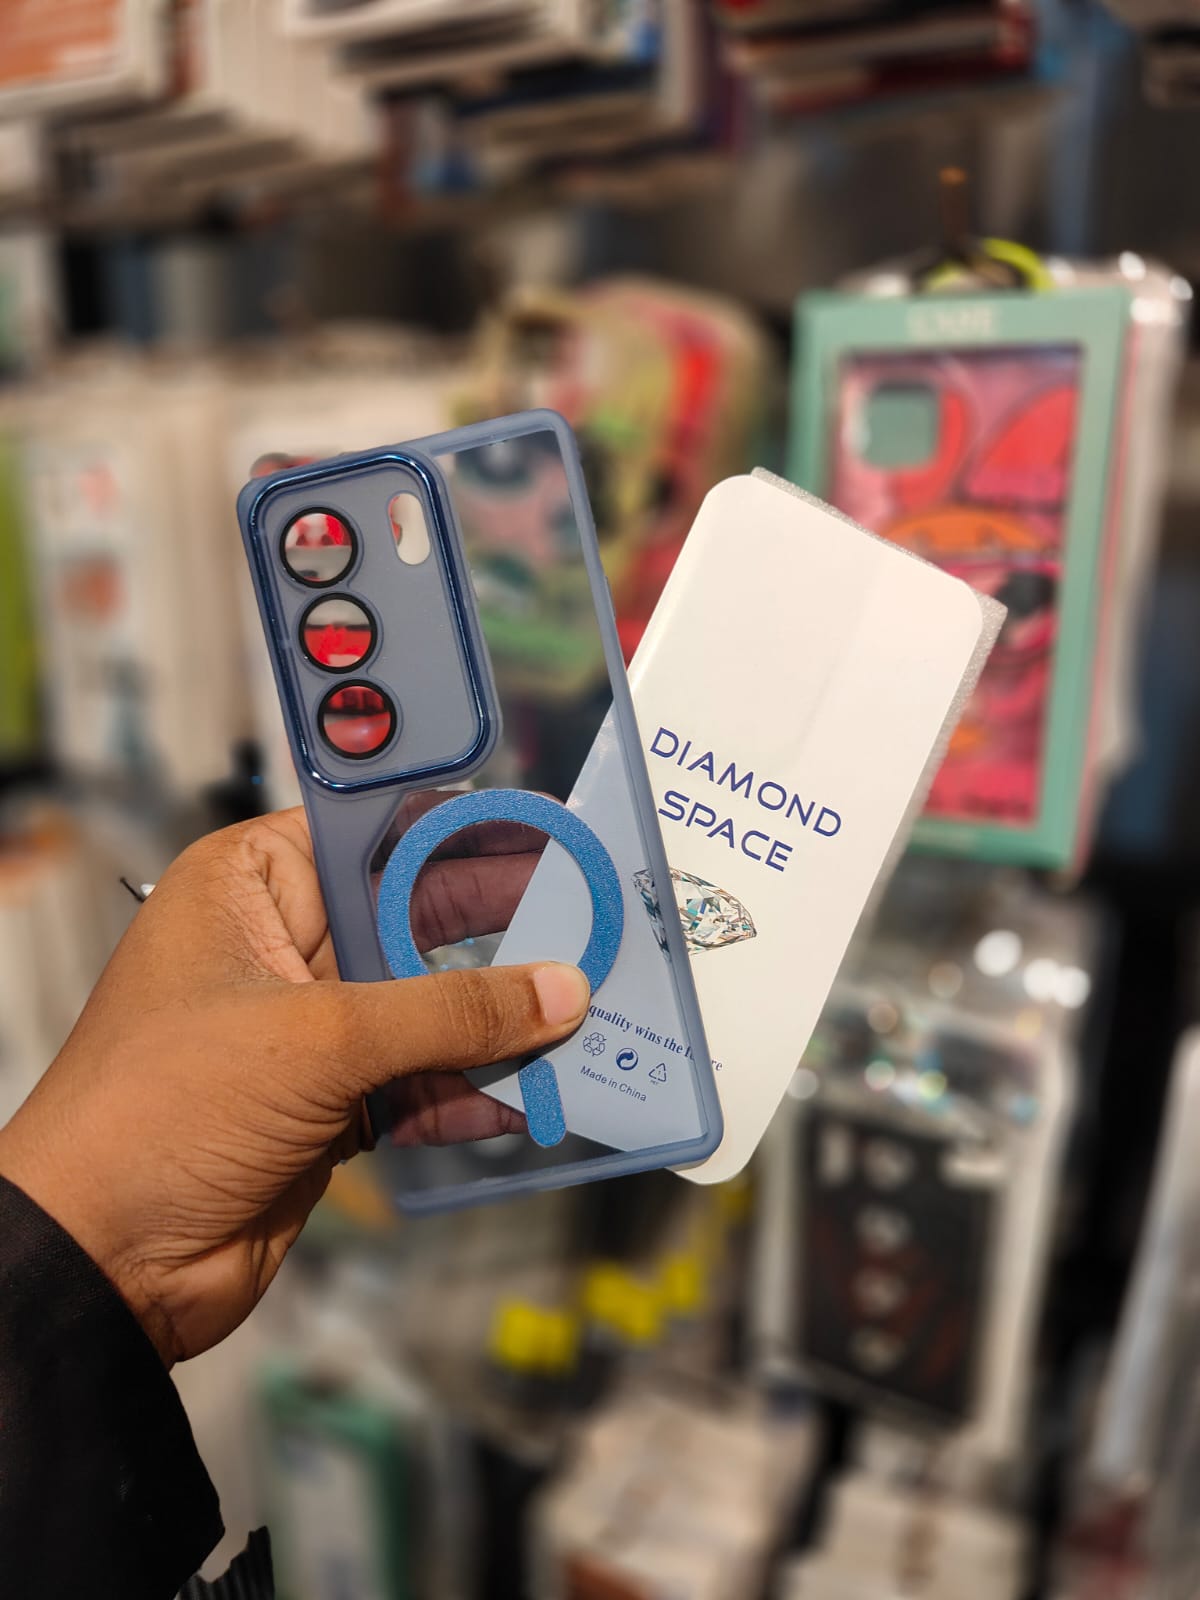 DIAMOND
SPACE
quality wins the
Made in China